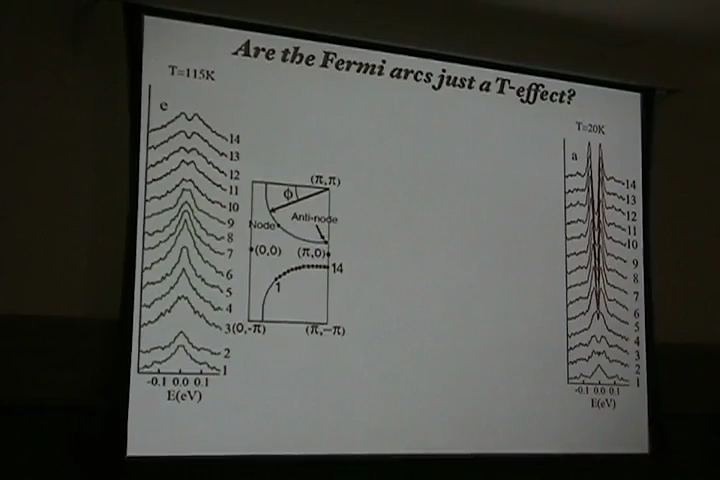 Are the Fermi arcs just a T-effect?
T=115K
e
14
13
12
11
10
9
8
7
6
5
4
3
2
1
-0.1 0.0 0.1
E(eV)
(π,π)
ϕ
Anti-node
Node
(0,0)
(π,0)
14
1
(0,-π)
(π,-π)
T=20K
a
14
13
12
11
10
9
8
7
6
5
4
3
2
1
-0.1 0.0 0.1
E(eV)